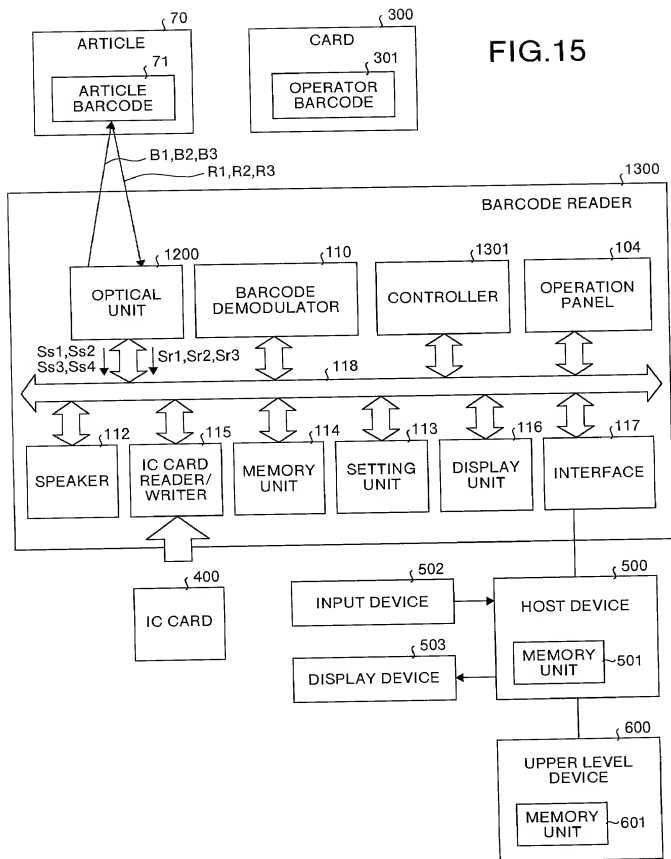 70
ARTICLE
71
ARTICLE
BARCODE
300
CARD
301
OPERATOR
BARCODE
FIG.15
B1,B2,B3
R1,R2,R3
1300
BARCODE READER
1200
OPTICAL
UNIT
110
BARCODE
DEMODULATOR
1301
CONTROLLER
104
OPERATION
PANEL
Ss1,Ss2
Ss3,Ss4
Sr1,Sr2,Sr3
118
112
SPEAKER
115
IC CARD
READER/
WRITER
114
MEMORY
UNIT
113
SETTING
UNIT
116
DISPLAY
UNIT
117
INTERFACE
400
IC CARD
502
INPUT DEVICE
503
DISPLAY DEVICE
500
HOST DEVICE
MEMORY
UNIT
501
600
UPPER LEVEL
DEVICE
MEMORY
UNIT
601